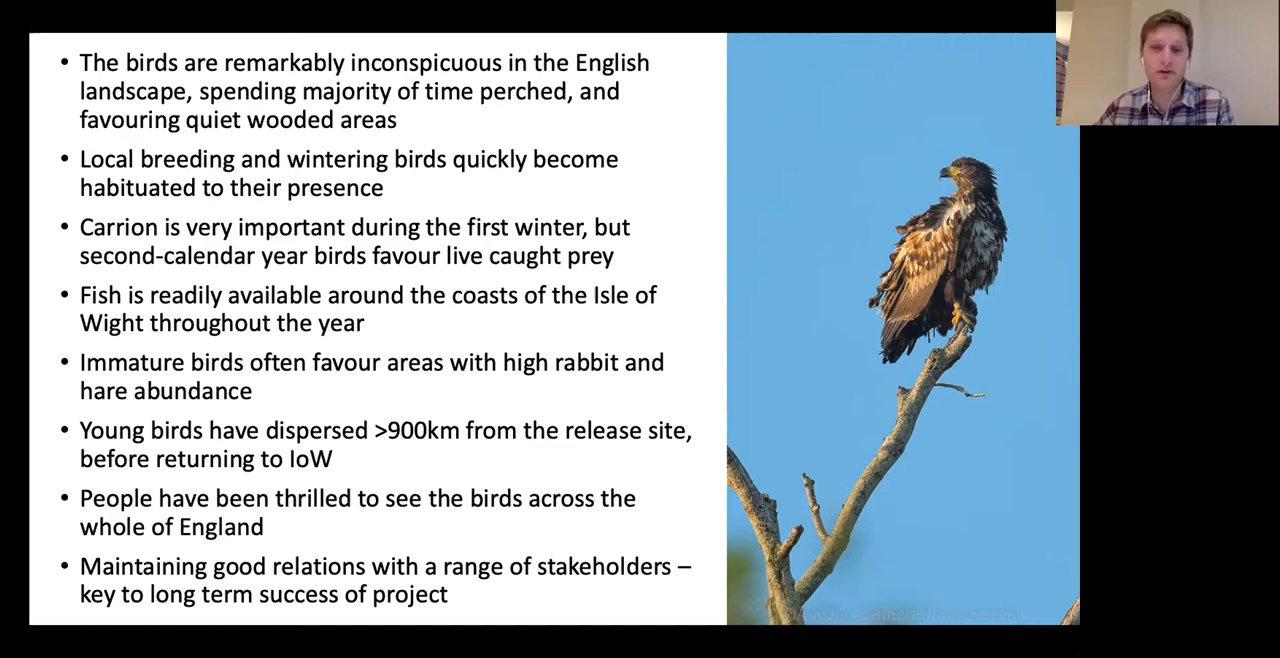 • The birds are remarkably inconspicuous in the English
landscape, spending majority of time perched, and
favouring quiet wooded areas
• Local breeding and wintering birds quickly become
habituated to their presence
• Carrion is very important during the first winter, but
second-calendar year birds favour live caught prey
• Fish is readily available around the coasts of the Isle of
Wight throughout the year
• Immature birds often favour areas with high rabbit and
hare abundance
• Young birds have dispersed >900km from the release site,
before returning to IoW
• People have been thrilled to see the birds across the
whole of England
• Maintaining good relations with a range of stakeholders –
key to long term success of project